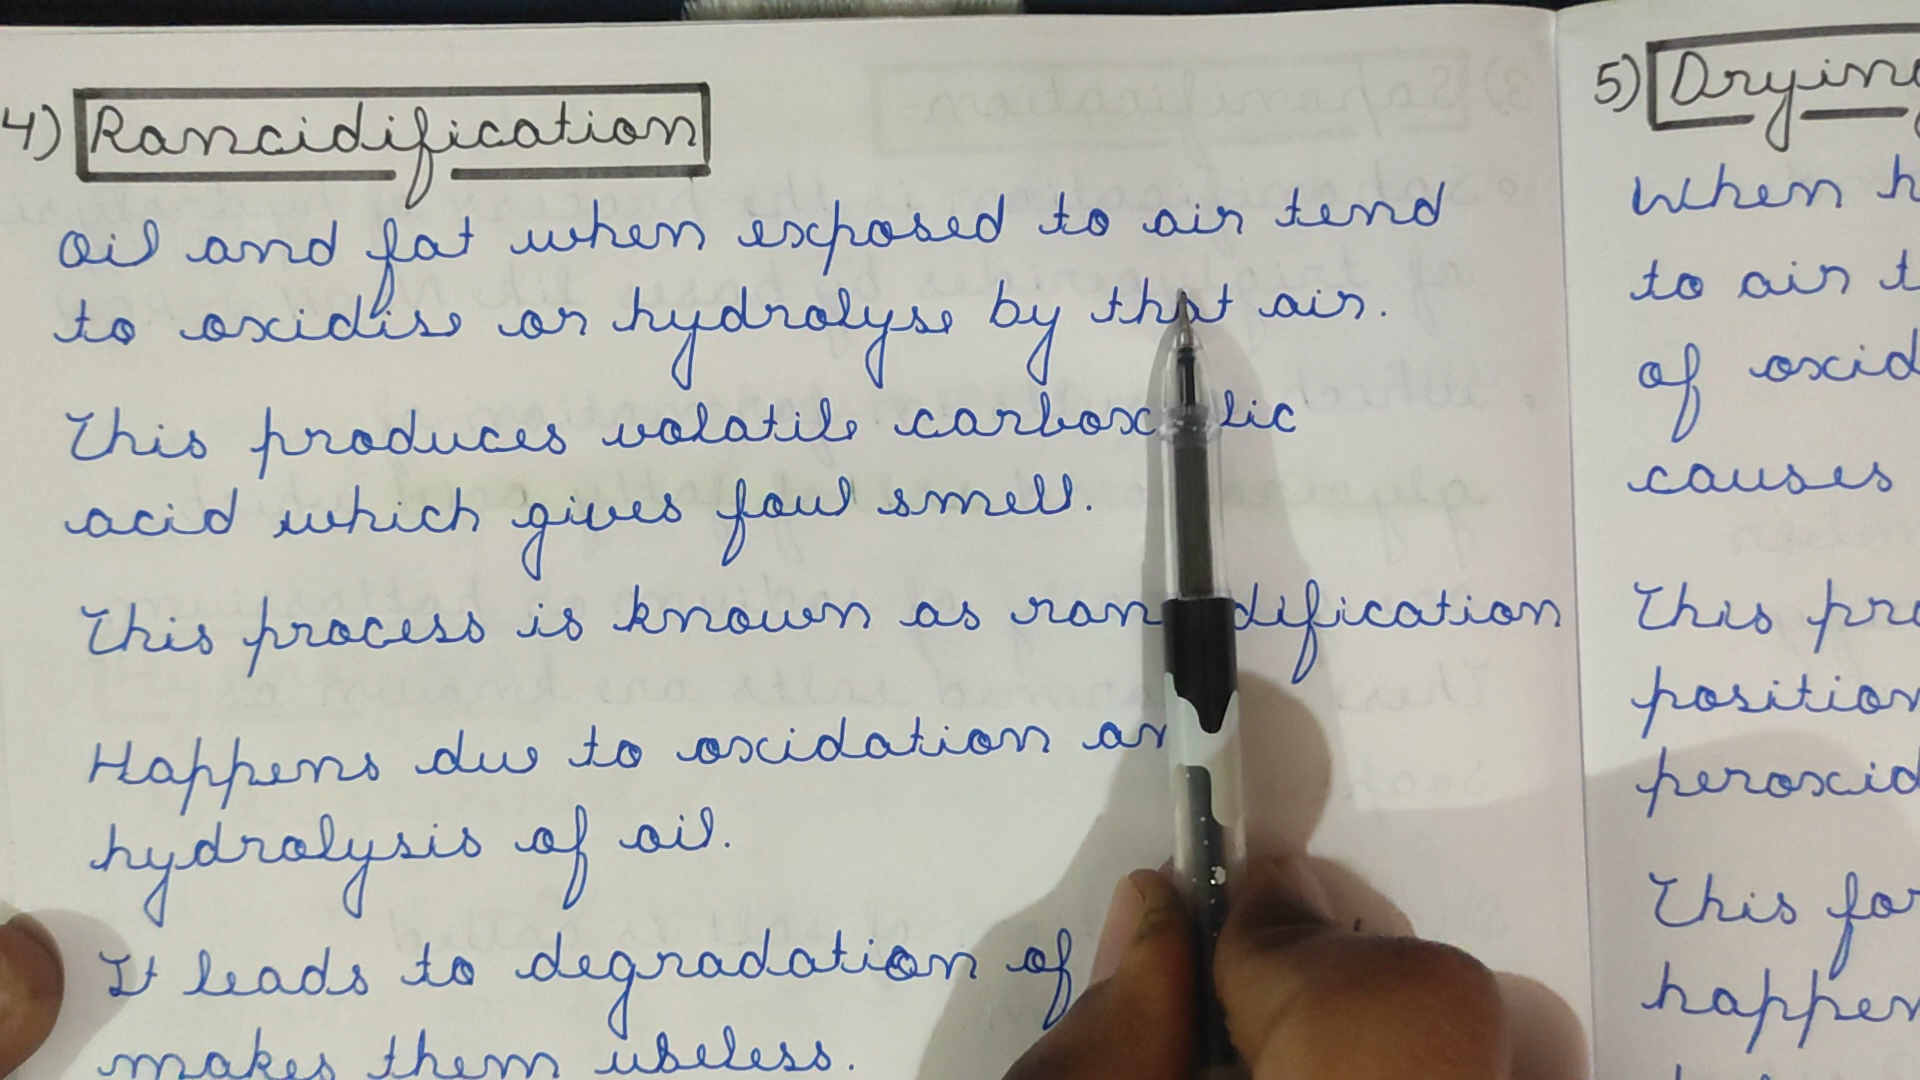 4) Rancidification
Oil and fat when exposed to air tend
to oxidise or hydrolyse by that air.
This produces volatile carbox lic
acid which gives foul smell.
This process is known as ran dification
Happens due to oxidation an
hydrolysis of oil.
It leads to degradation of
makes them useless.
5) Drying
When h
to air t
of oxid
causes
This pro
position
peroxid
This for
happen